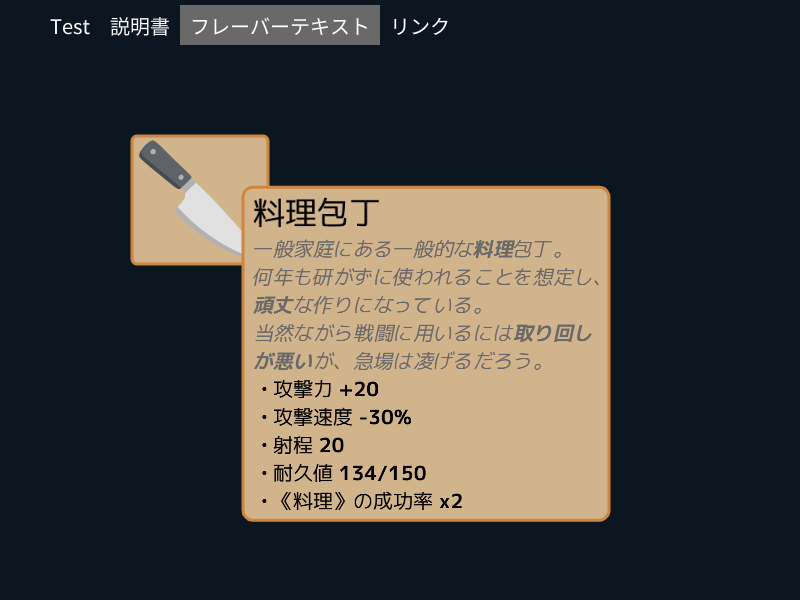 Test 説明書 フレーバーテキスト リンク
料理包丁
一般家庭にある一般的な料理包丁。
何年も研がずに使われることを想定し、
頑丈な作りになっている。
当然ながら戦闘に用いるには取り回し
が悪いが、急場は凌げるだろう。
・攻撃力 +20
・攻撃速度 -30%
・射程 20
・耐久値 134/150
・《料理》の成功率 x2